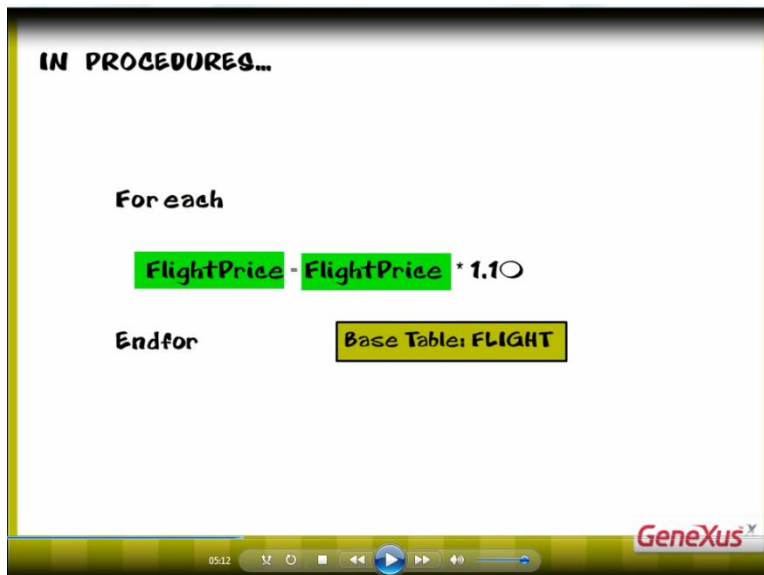 IN PROCEDURES...
For each
FlightPrice = FlightPrice * 1.10
Endfor
Base Table: FLIGHT
GeneXus X
05:12